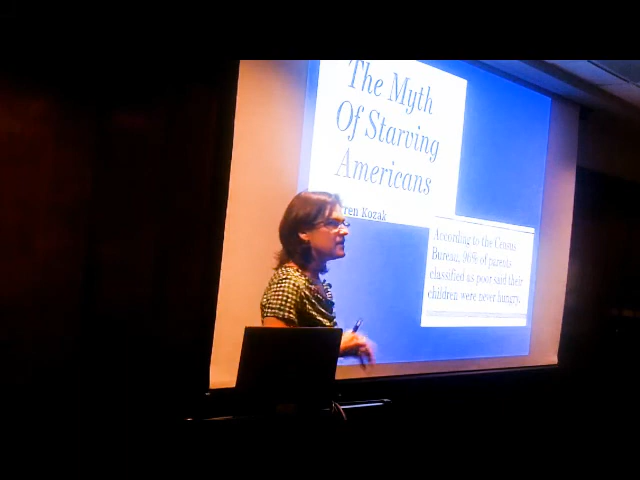 The Myth
Of Starving
Americans
ren Kozak
According to the Census
Bureau, 96% of parents
classified as poor said their
children were never hungry.